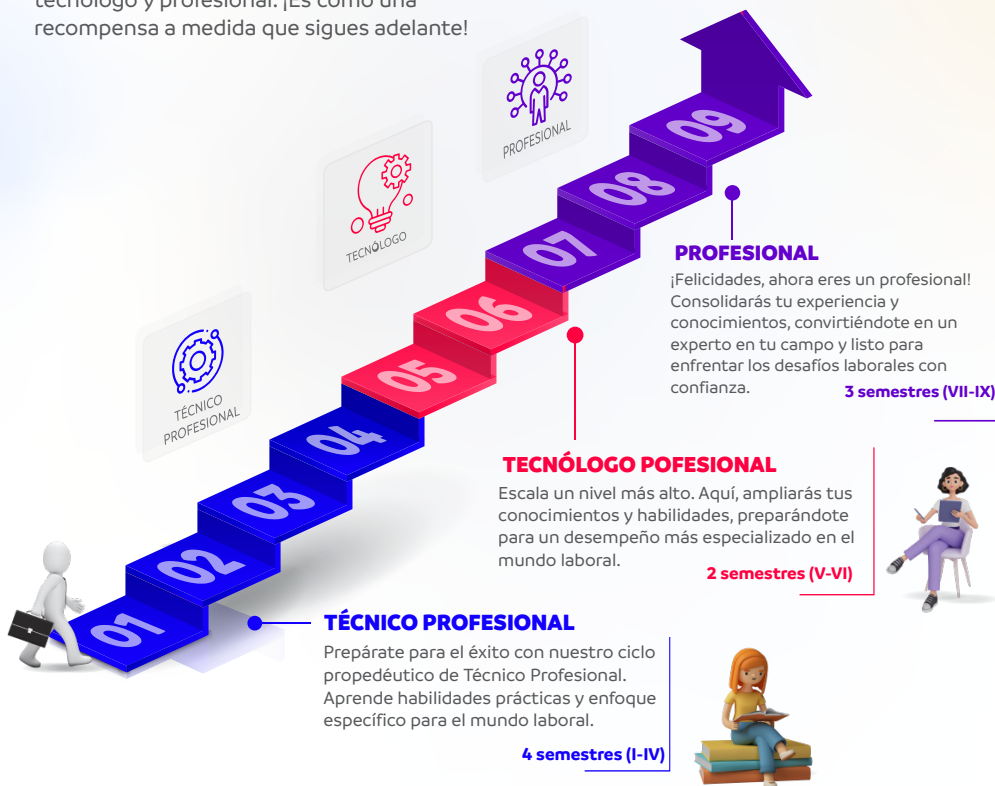 tecnólogo y profesional. ¡Es como una
recompensa a medida que sigues adelante!
PROFESIONAL
TECNÓLOGO
TÉCNICO
PROFESIONAL
09
08
07
06
05
04
03
02
01
PROFESIONAL
¡Felicidades, ahora eres un profesional!
Consolidarás tu experiencia y
conocimientos, convirtiéndote en un
experto en tu campo y listo para
enfrentar los desafíos laborales con
confianza.
3 semestres (VII-IX)
TECNÓLOGO POFESIONAL
Escala un nivel más alto. Aquí, ampliarás tus
conocimientos y habilidades, preparándote
para un desempeño más especializado en el
mundo laboral.
2 semestres (V-VI)
TÉCNICO PROFESIONAL
Prepárate para el éxito con nuestro ciclo
propedéutico de Técnico Profesional.
Aprende habilidades prácticas y enfoque
específico para el mundo laboral.
4 semestres (I-IV)